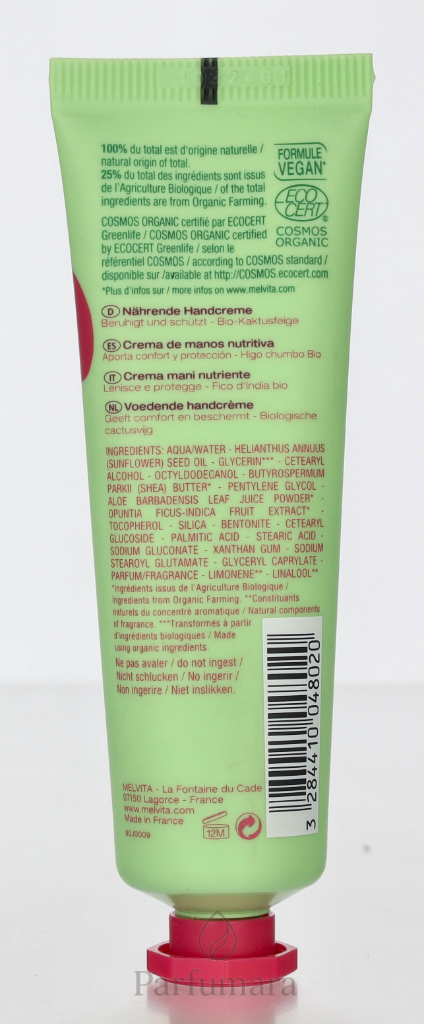 100% du total est d'origine naturelle /
natural origin of total.
25% du total des ingrédients sont issus
de l'Agriculture Biologique / of the total
ingredients are from Organic Farming.
FORMULE
VEGAN*
ECO
CERT
COSMOS
ORGANIC
COSMOS ORGANIC certifié par ECOCERT
Greenlife / COSMOS ORGANIC certified
by ECOCERT Greenlife / selon le
référentiel COSMOS / according to COSMOS standard /
disponible sur /available at http://COSMOS.ecocert.com
*Plus d'infos sur / more infos on www.melvita.com
D Nährende Handcreme
Beruhigt und schützt - Bio-Kaktusfeige
ES Crema de manos nutritiva
Aporta confort y protección - Higo chumbo Bio
IT Crema mani nutriente
Lenisce e protegge - Fico d'India bio
NL Voedende handcrème
Geeft comfort en beschermt - Biologische
cactusvijg
INGREDIENTS: AQUA/WATER - HELIANTHUS ANNUUS
(SUNFLOWER) SEED OIL - GLYCERIN*** - CETEARYL
ALCOHOL - OCTYLDODECANOL - BUTYROSPERMUM
PARKII (SHEA) BUTTER* - PENTYLENE GLYCOL -
ALOE BARBADENSIS LEAF JUICE POWDER* -
OPUNTIA FICUS-INDICA FRUIT EXTRACT* -
TOCOPHEROL - SILICA - BENTONITE - CETEARYL
GLUCOSIDE - PALMITIC ACID - STEARIC ACID -
SODIUM GLUCONATE - XANTHAN GUM - SODIUM
STEAROYL GLUTAMATE - GLYCERYL CAPRYLATE -
PARFUM/FRAGRANCE - LIMONENE** - LINALOOL**
*Ingrédients issus de l'Agriculture Biologique /
Ingredients from Organic Farming. **Constituants
naturels du concentré aromatique / Natural components
of fragrance. ***Transformés à partir
d'ingrédients biologiques / Made
using organic ingredients.
Ne pas avaler / do not ingest /
Nicht schlucken / No ingerir /
Non ingerire / Niet inslikken.
3 284410 048020
MELVITA - La Fontaine du Cade
07150 Lagorce - France
www.melvita.com
Made in France
12M
Parfumara